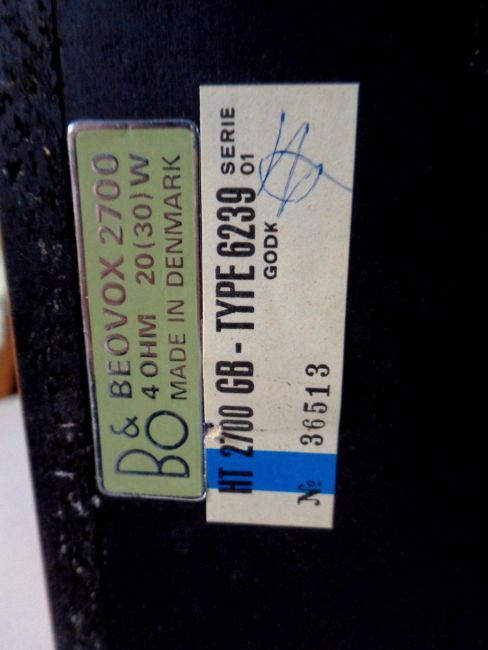 B&O
BEOVOX 2700
4 OHM 20(30)W
MADE IN DENMARK
HT 2700 GB - TYPE 6239 SERIE
01
GODK
№ 36513